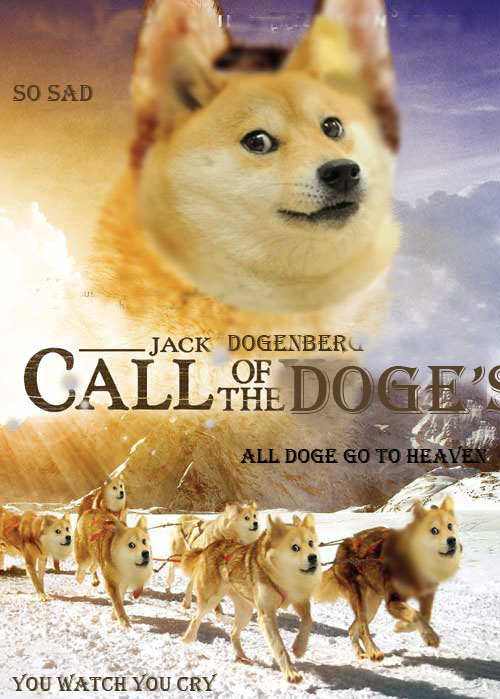 SO SAD
JACK DOGENBERG
CALL OF THE DOGE'S
ALL DOGE GO TO HEAVEN
YOU WATCH YOU CRY